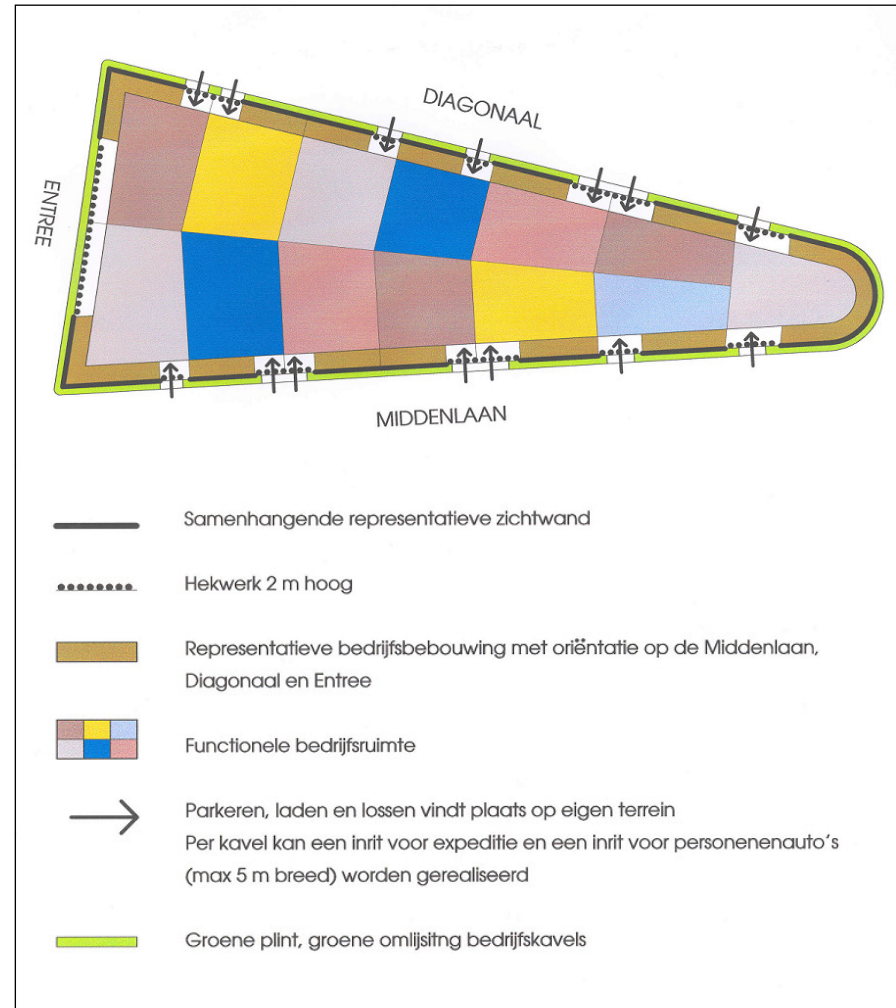 DIAGONAAL
ENTREE
MIDDENLAAN
Samenhangende representatieve zichtwand
Hekwerk 2 m hoog
Representatieve bedrijfsbebouwing met oriëntatie op de Middenlaan,
Diagonaal en Entree
Functionele bedrijfsruimte
Parkeren, laden en lossen vindt plaats op eigen terrein
Per kavel kan een inrit voor expeditie en een inrit voor personenenauto's
(max 5 m breed) worden gerealiseerd
Groene plint, groene omlijsitng bedrijfskavels